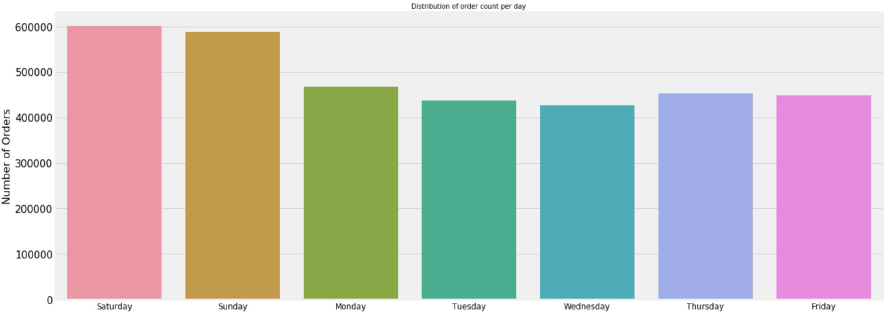 Distribution of order count per day
Number of Orders
600000
500000
400000
300000
200000
100000
0
Saturday Sunday Monday Tuesday Wednesday Thursday Friday